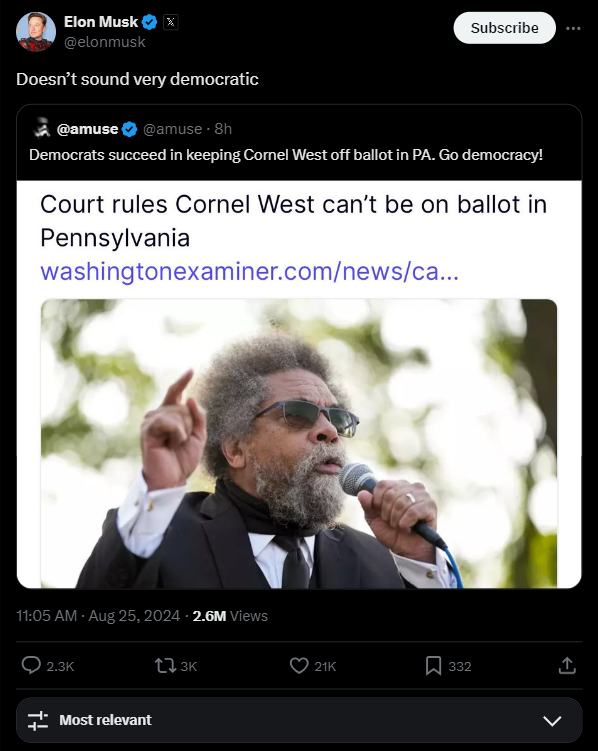 Elon Musk
@elonmusk
Subscribe
Doesn’t sound very democratic
@amuse @amuse · 8h
Democrats succeed in keeping Cornel West off ballot in PA. Go democracy!
Court rules Cornel West can’t be on ballot in
Pennsylvania
washingtonexaminer.com/news/ca...
11:05 AM · Aug 25, 2024 · 2.6M Views
2.3K 3K 21K 332
Most relevant